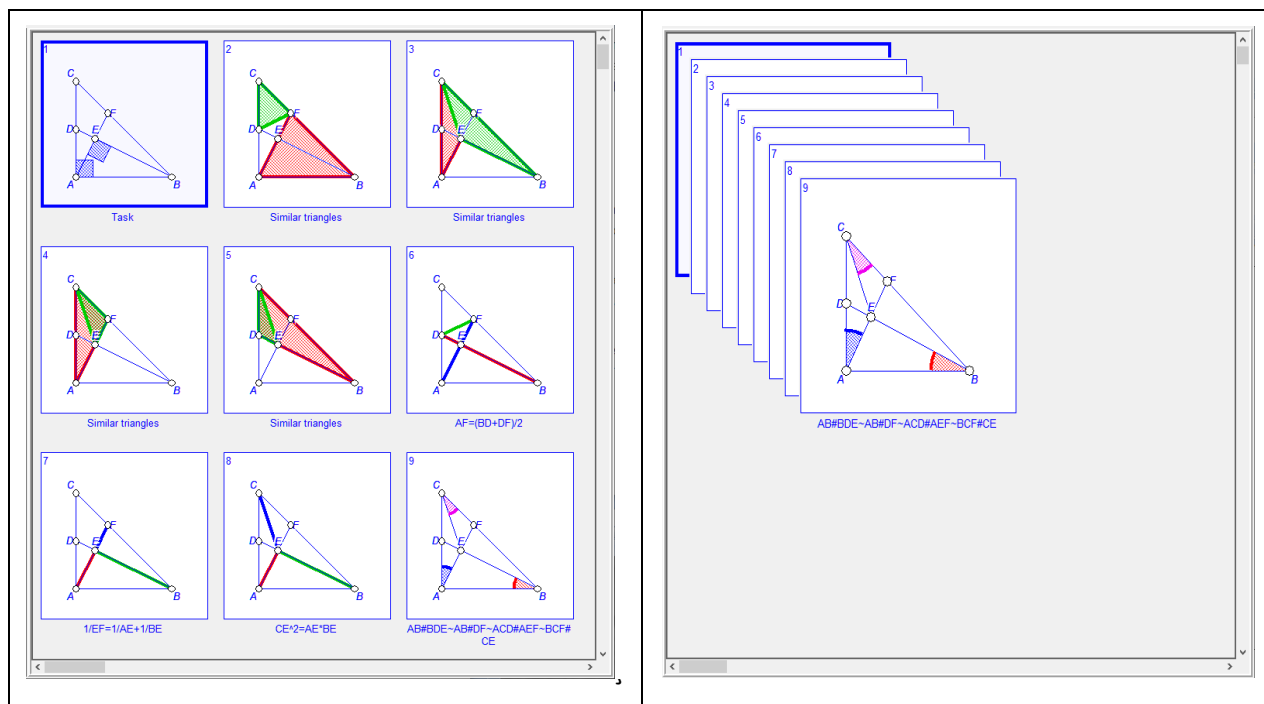 1
C
F
D
E
A
B
Task
2
C
F
D
E
A
B
Similar triangles
3
C
F
D
E
A
B
Similar triangles
4
C
F
D
E
A
B
Similar triangles
5
C
F
D
E
A
B
Similar triangles
6
C
F
D
E
A
B
AF=(BD+DF)/2
7
C
F
D
E
A
B
1/EF=1/AE+1/BE
8
C
F
D
E
A
B
CE^2=AE*BE
9
C
F
D
E
A
B
AB#BDE~AB#DF~ACD#AEF~BCF#
CE
1
2
3
4
5
6
7
8
9
C
F
D
E
A
B
AB#BDE~AB#DF~ACD#AEF~BCF#CE